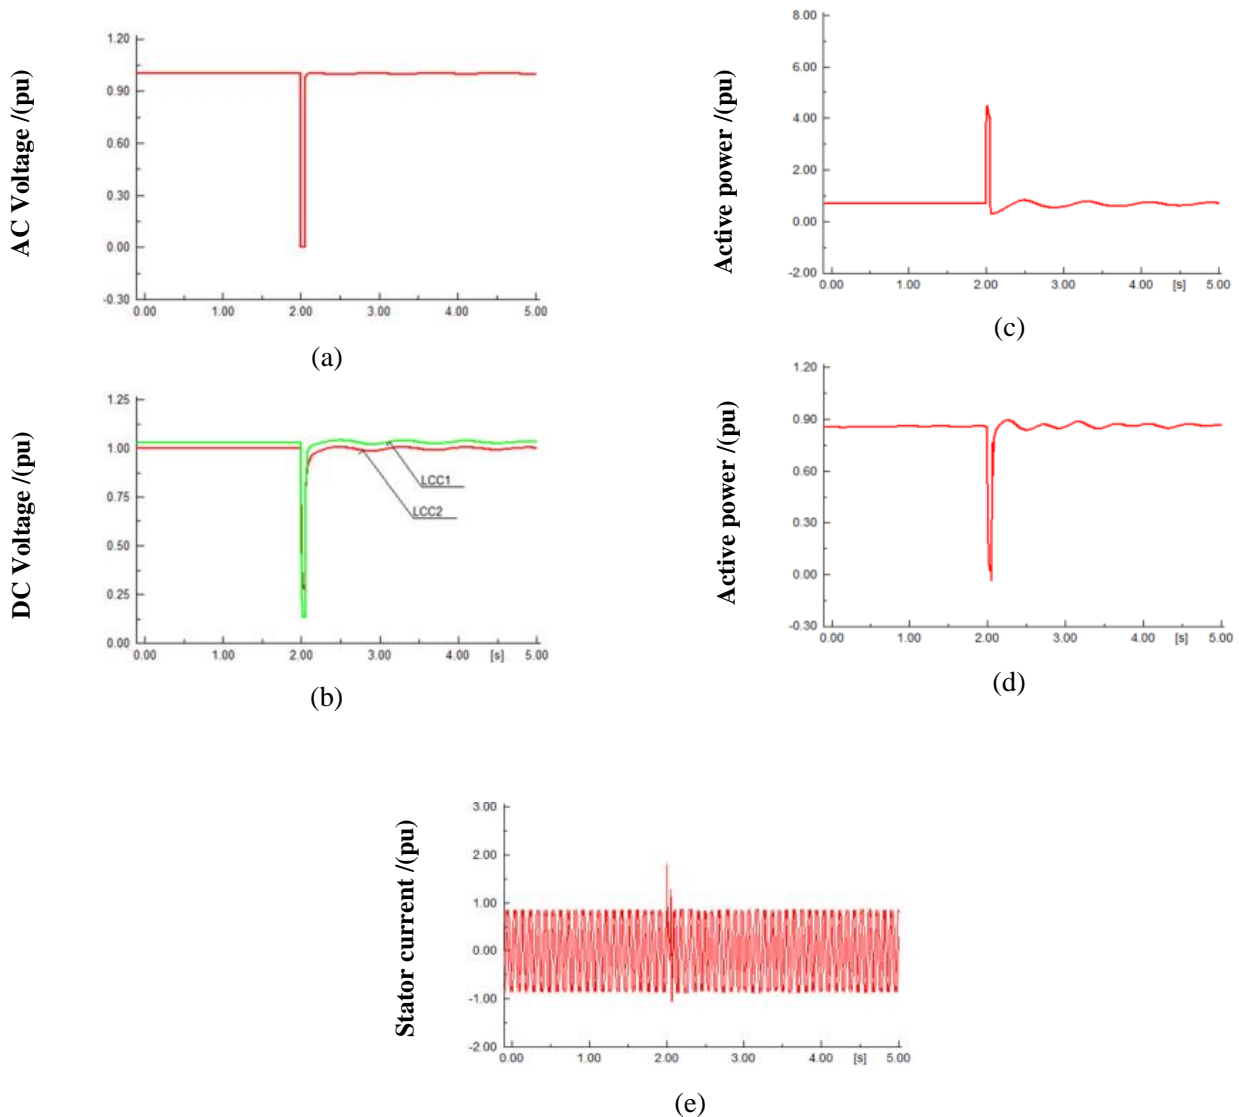 AC Voltage /(pu)
1.20
0.90
0.60
0.30
0.00
-0.30
0.00 1.00 2.00 3.00 4.00 5.00
(a)
Active power /(pu)
8.00
6.00
4.00
2.00
0.00
-2.00
0.00 1.00 2.00 3.00 4.00 [s] 5.00
(c)
DC Voltage /(pu)
1.25
1.00
0.75
0.50
0.25
0.00
LCC1
LCC2
0.00 1.00 2.00 3.00 4.00 [s] 5.00
(b)
Active power /(pu)
1.20
0.90
0.60
0.30
0.00
-0.30
0.00 1.00 2.00 3.00 4.00 [s] 5.00
(d)
Stator current /(pu)
3.00
2.00
1.00
0.00
-1.00
-2.00
0.00 1.00 2.00 3.00 4.00 [s] 5.00
(e)